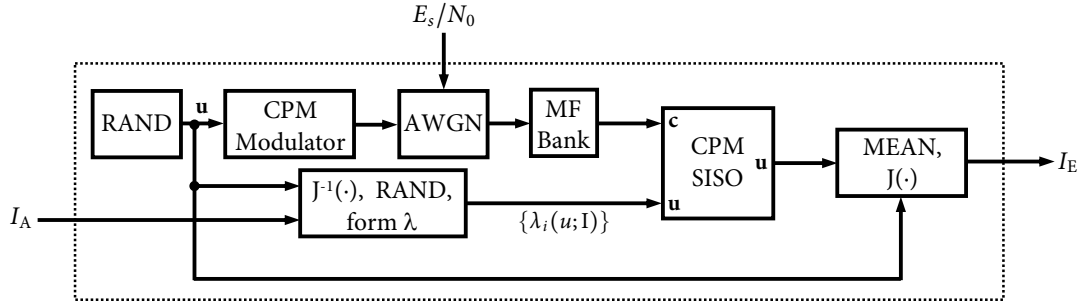 E_s/N_0
RAND
u
CPM
Modulator
AWGN
MF
Bank
c
CPM
SISO
u
u
MEAN,
J(·)
I_E
J^{-1}(·), RAND,
form λ
I_A
{λ_i(u;I)}